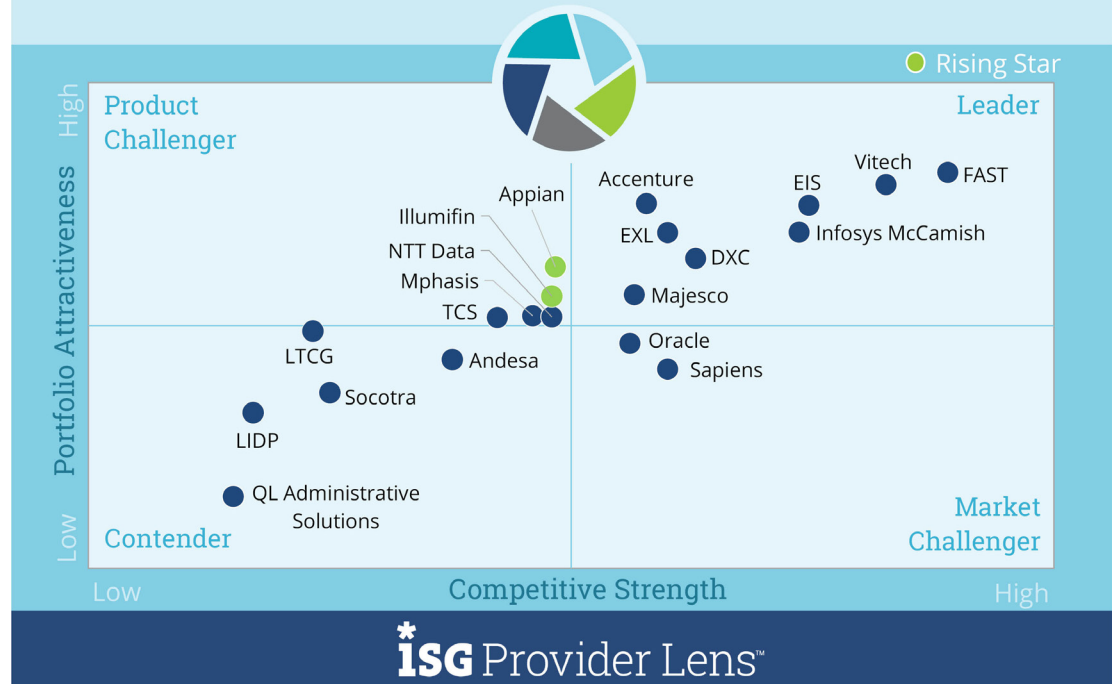 Rising Star
High
Product
Challenger
Leader
Vitech
FAST
Accenture
EIS
Appian
Illumifin
EXL
Infosys McCamish
NTT Data
DXC
Mphasis
Majesco
TCS
Portfolio Attractiveness
LTCG
Andesa
Oracle
Sapiens
Socotra
LIDP
QL Administrative
Solutions
Low
Contender
Market
Challenger
Low
Competitive Strength
High
*iSG Provider Lens™